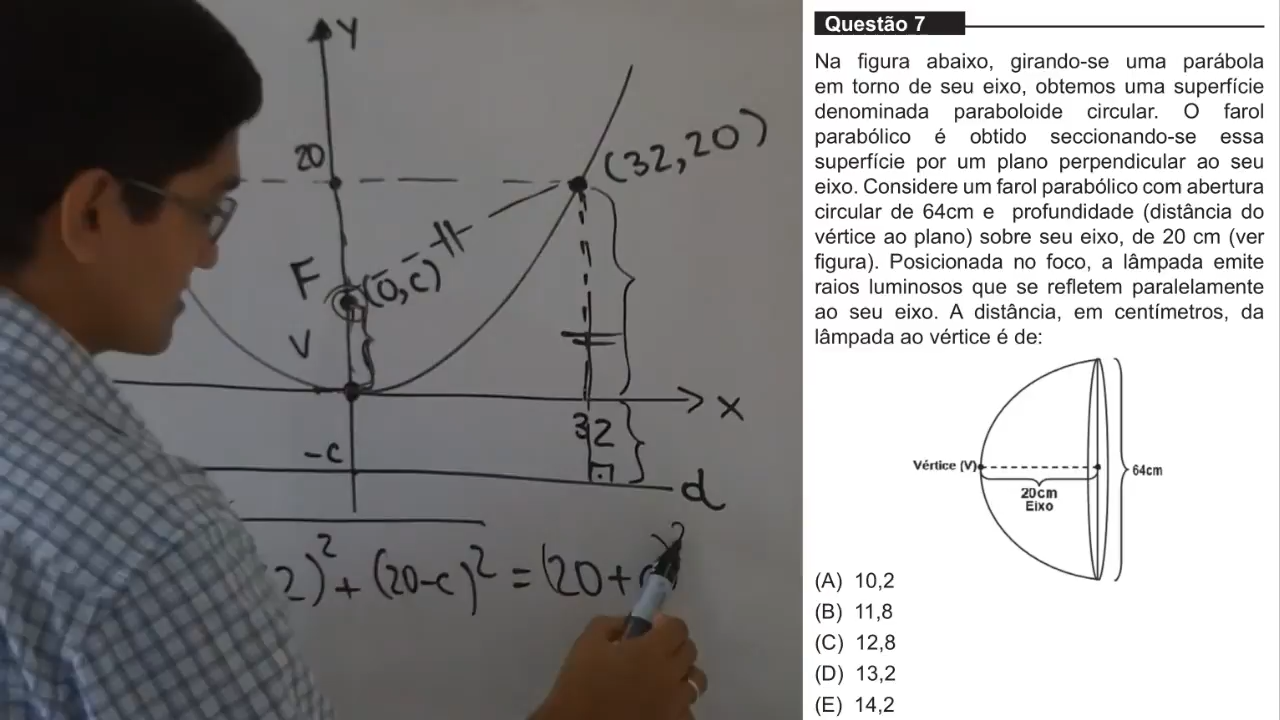 y
20
(32,20)
F
(0,c)
V
x
32
-c
d
2)² + (20-c)² = (20+c)²
Questão 7
Na figura abaixo, girando-se uma parábola
em torno de seu eixo, obtemos uma superfície
denominada paraboloide circular. O farol
parabólico é obtido seccionando-se essa
superfície por um plano perpendicular ao seu
eixo. Considere um farol parabólico com abertura
circular de 64cm e profundidade (distância do
vértice ao plano) sobre seu eixo, de 20 cm (ver
figura). Posicionada no foco, a lâmpada emite
raios luminosos que se refletem paralelamente
ao seu eixo. A distância, em centímetros, da
lâmpada ao vértice é de:
Vértice (V)
64cm
20cm
Eixo
(A) 10,2
(B) 11,8
(C) 12,8
(D) 13,2
(E) 14,2